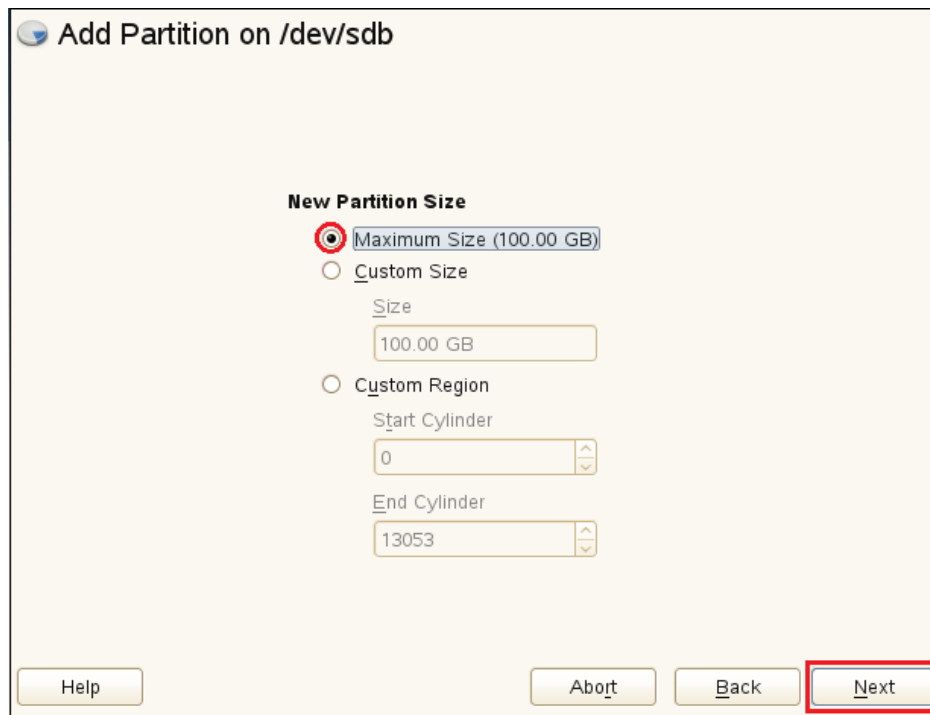 Add Partition on /dev/sdb
New Partition Size
Maximum Size (100.00 GB)
Custom Size
Size
100.00 GB
Custom Region
Start Cylinder
0
End Cylinder
13053
Help
Abort
Back
Next